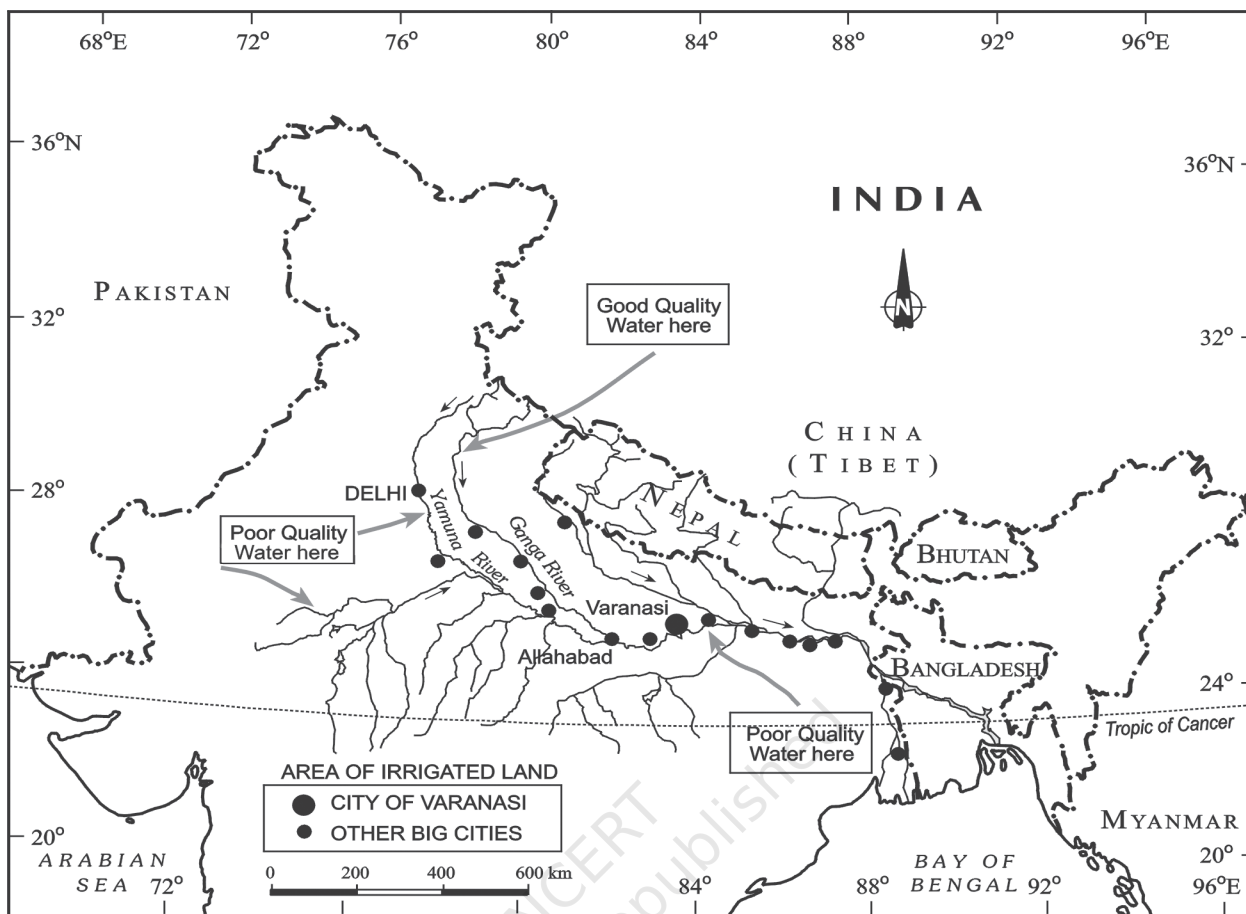 68°E 72° 76° 80° 84° 88° 92° 96°E
36°N
36°N
INDIA
PAKISTAN
Good Quality
Water here
N
32°
32°
CHINA
(TIBET)
28°
DELHI
28°
NEPAL
Yamuna
River
Ganga River
Poor Quality
Water here
BHUTAN
Varanasi
Allahabad
BANGLADESH
24°
Poor Quality
Water here
Tropic of Cancer
AREA OF IRRIGATED LAND
CITY OF VARANASI
OTHER BIG CITIES
MYANMAR
20°
20°
ARABIAN
SEA
BAY OF
BENGAL
0 200 400 600 km
72° 84° 88° 92° 96°E
NCERT
republished